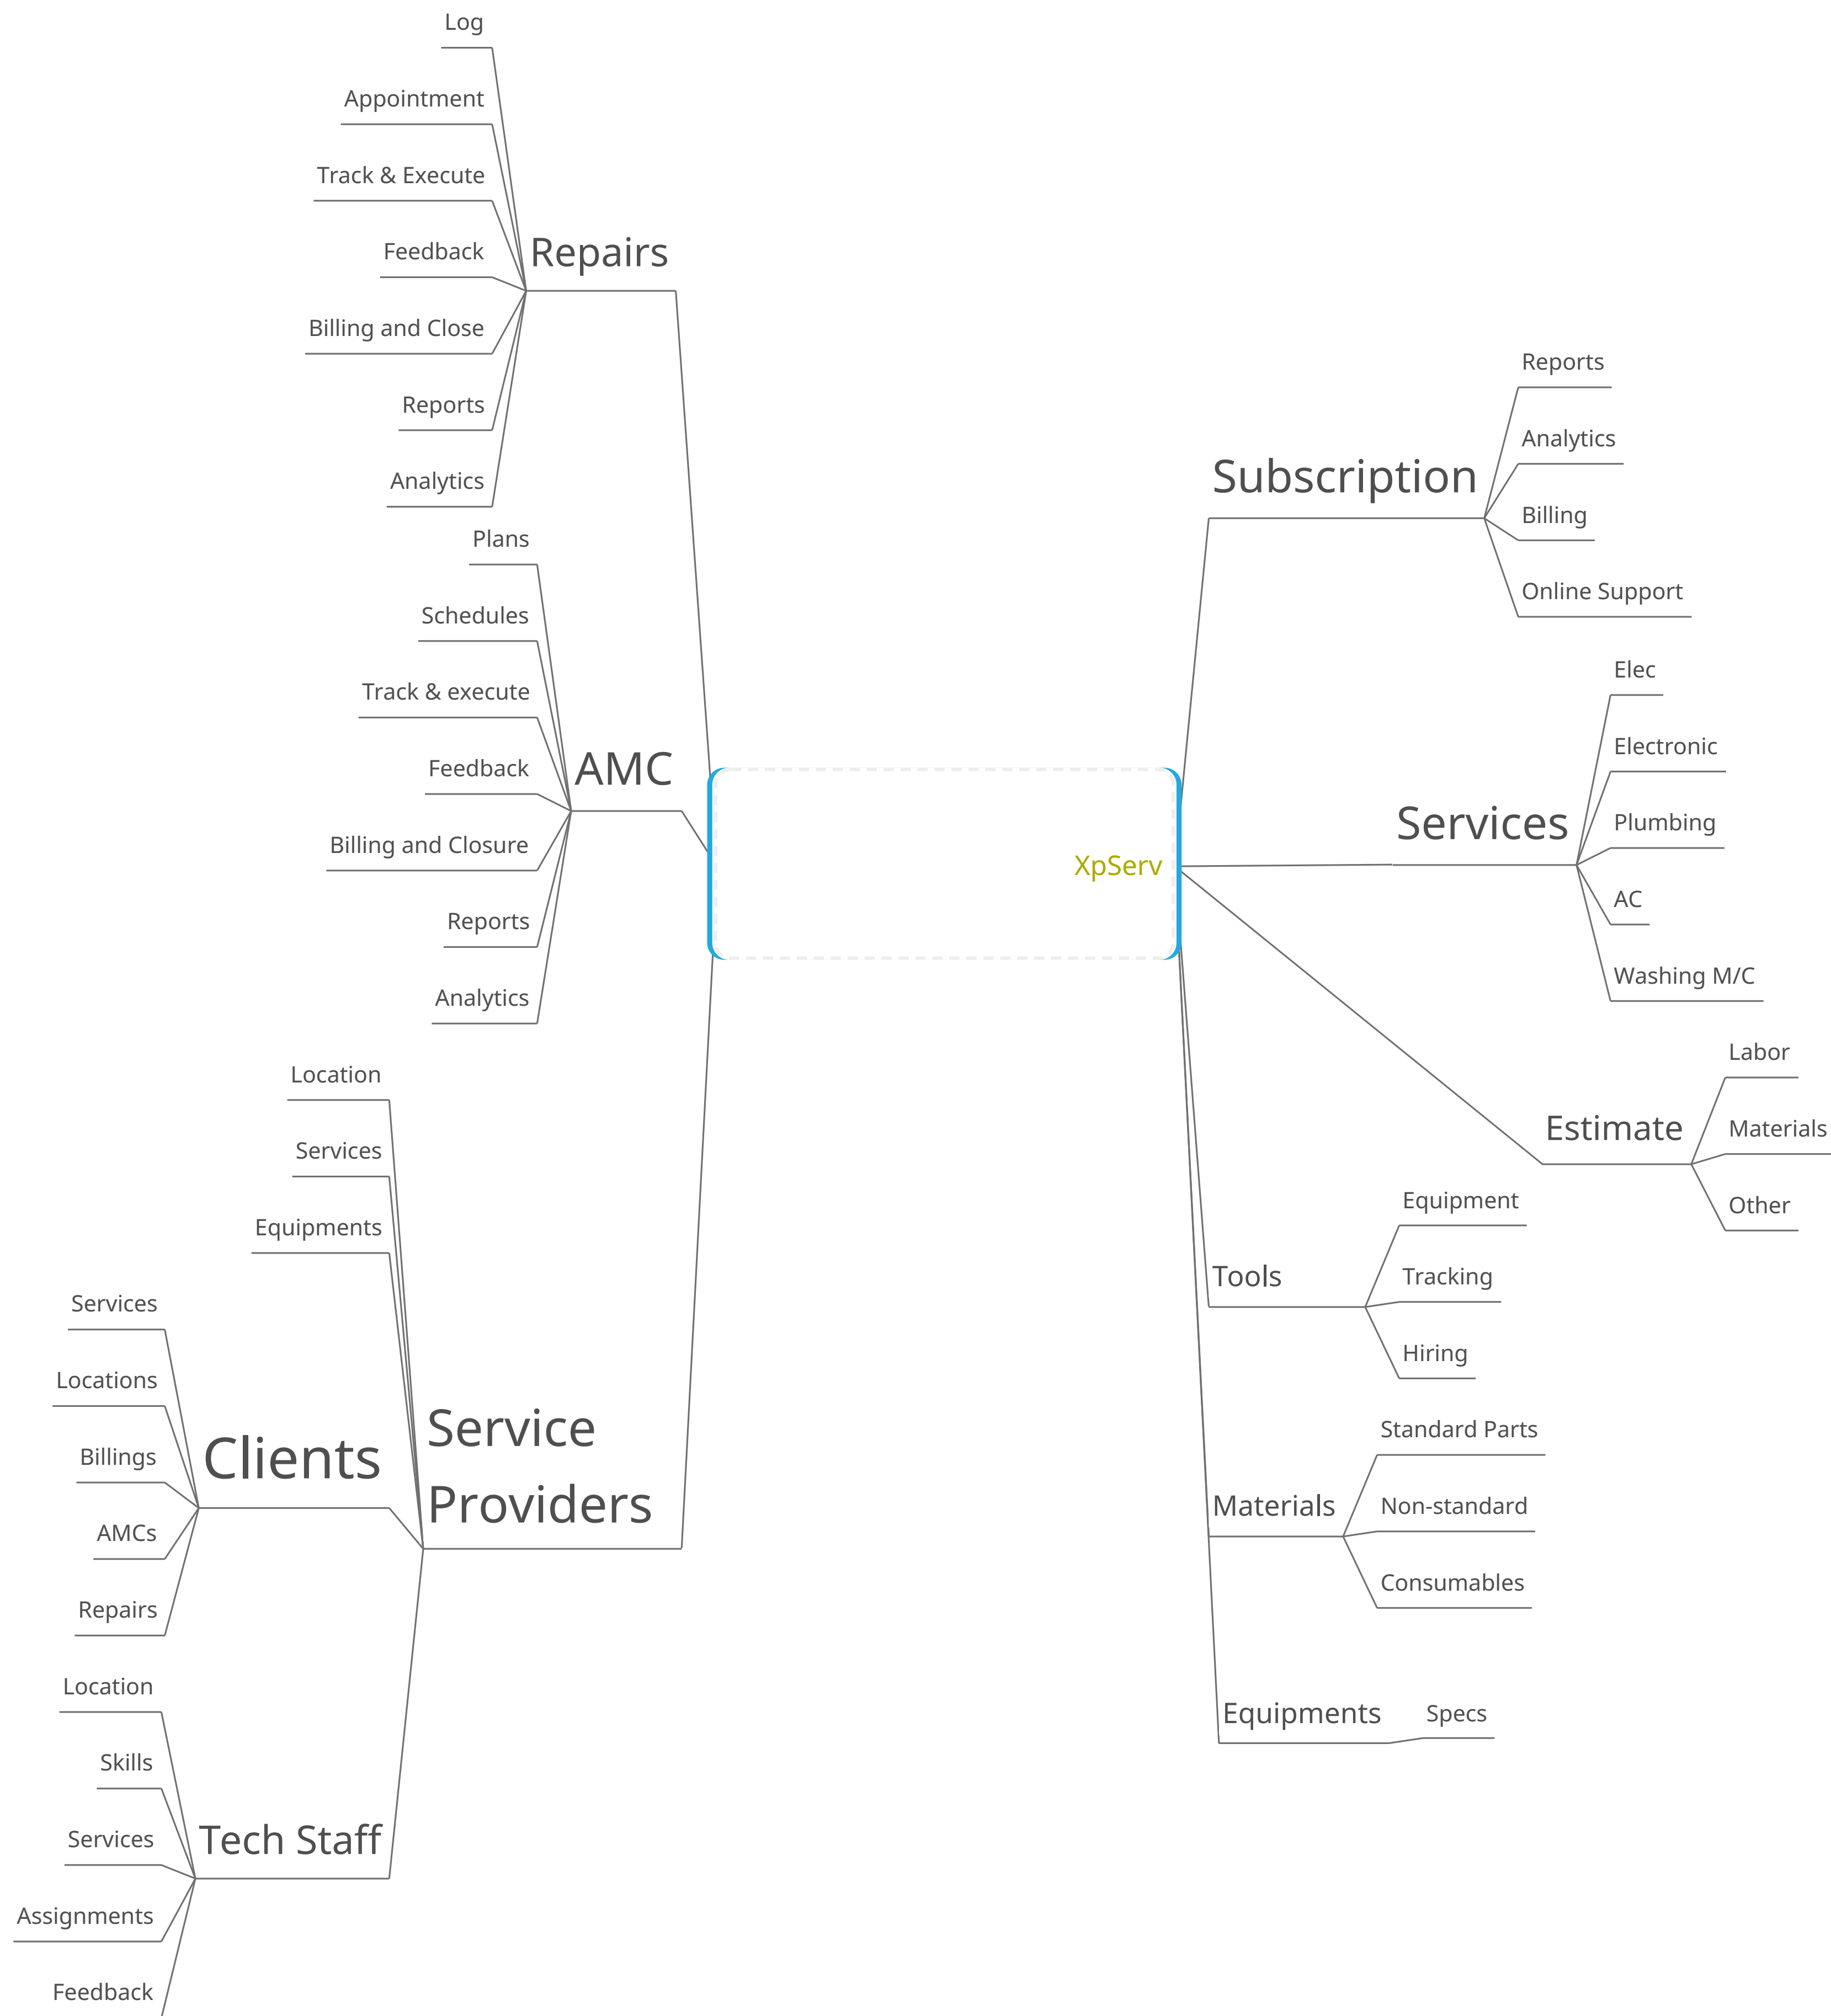 Log
Appointment
Track & Execute
Feedback
Billing and Close
Reports
Analytics
Repairs
Plans
Schedules
Track & execute
Feedback
Billing and Closure
Reports
Analytics
AMC
Location
Services
Equipments
Services
Locations
Billings
AMCs
Repairs
Clients
Location
Skills
Services
Assignments
Feedback
Tech Staff
Service
Providers
XpServ
Subscription
Reports
Analytics
Billing
Online Support
Services
Elec
Electronic
Plumbing
AC
Washing M/C
Estimate
Labor
Materials
Other
Tools
Equipment
Tracking
Hiring
Materials
Standard Parts
Non-standard
Consumables
Equipments
Specs